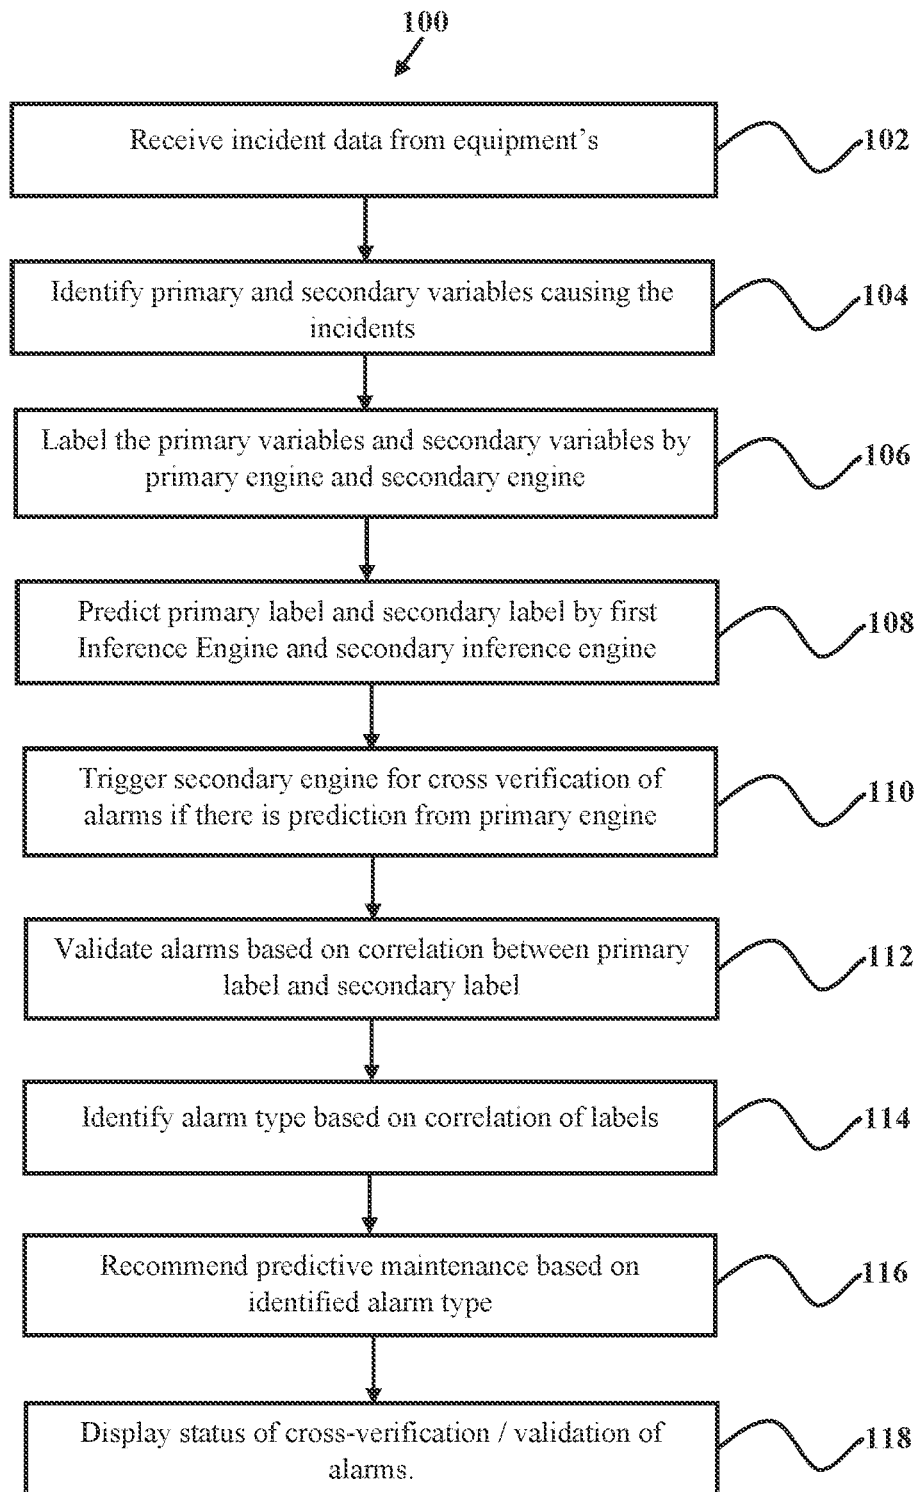 100
Receive incident data from equipment's
102
Identify primary and secondary variables causing the
incidents
104
Label the primary variables and secondary variables by
primary engine and secondary engine
106
Predict primary label and secondary label by first
Inference Engine and secondary inference engine
108
Trigger secondary engine for cross verification of
alarms if there is prediction from primary engine
110
Validate alarms based on correlation between primary
label and secondary label
112
Identify alarm type based on correlation of labels
114
Recommend predictive maintenance based on
identified alarm type
116
Display status of cross-verification / validation of
alarms.
118